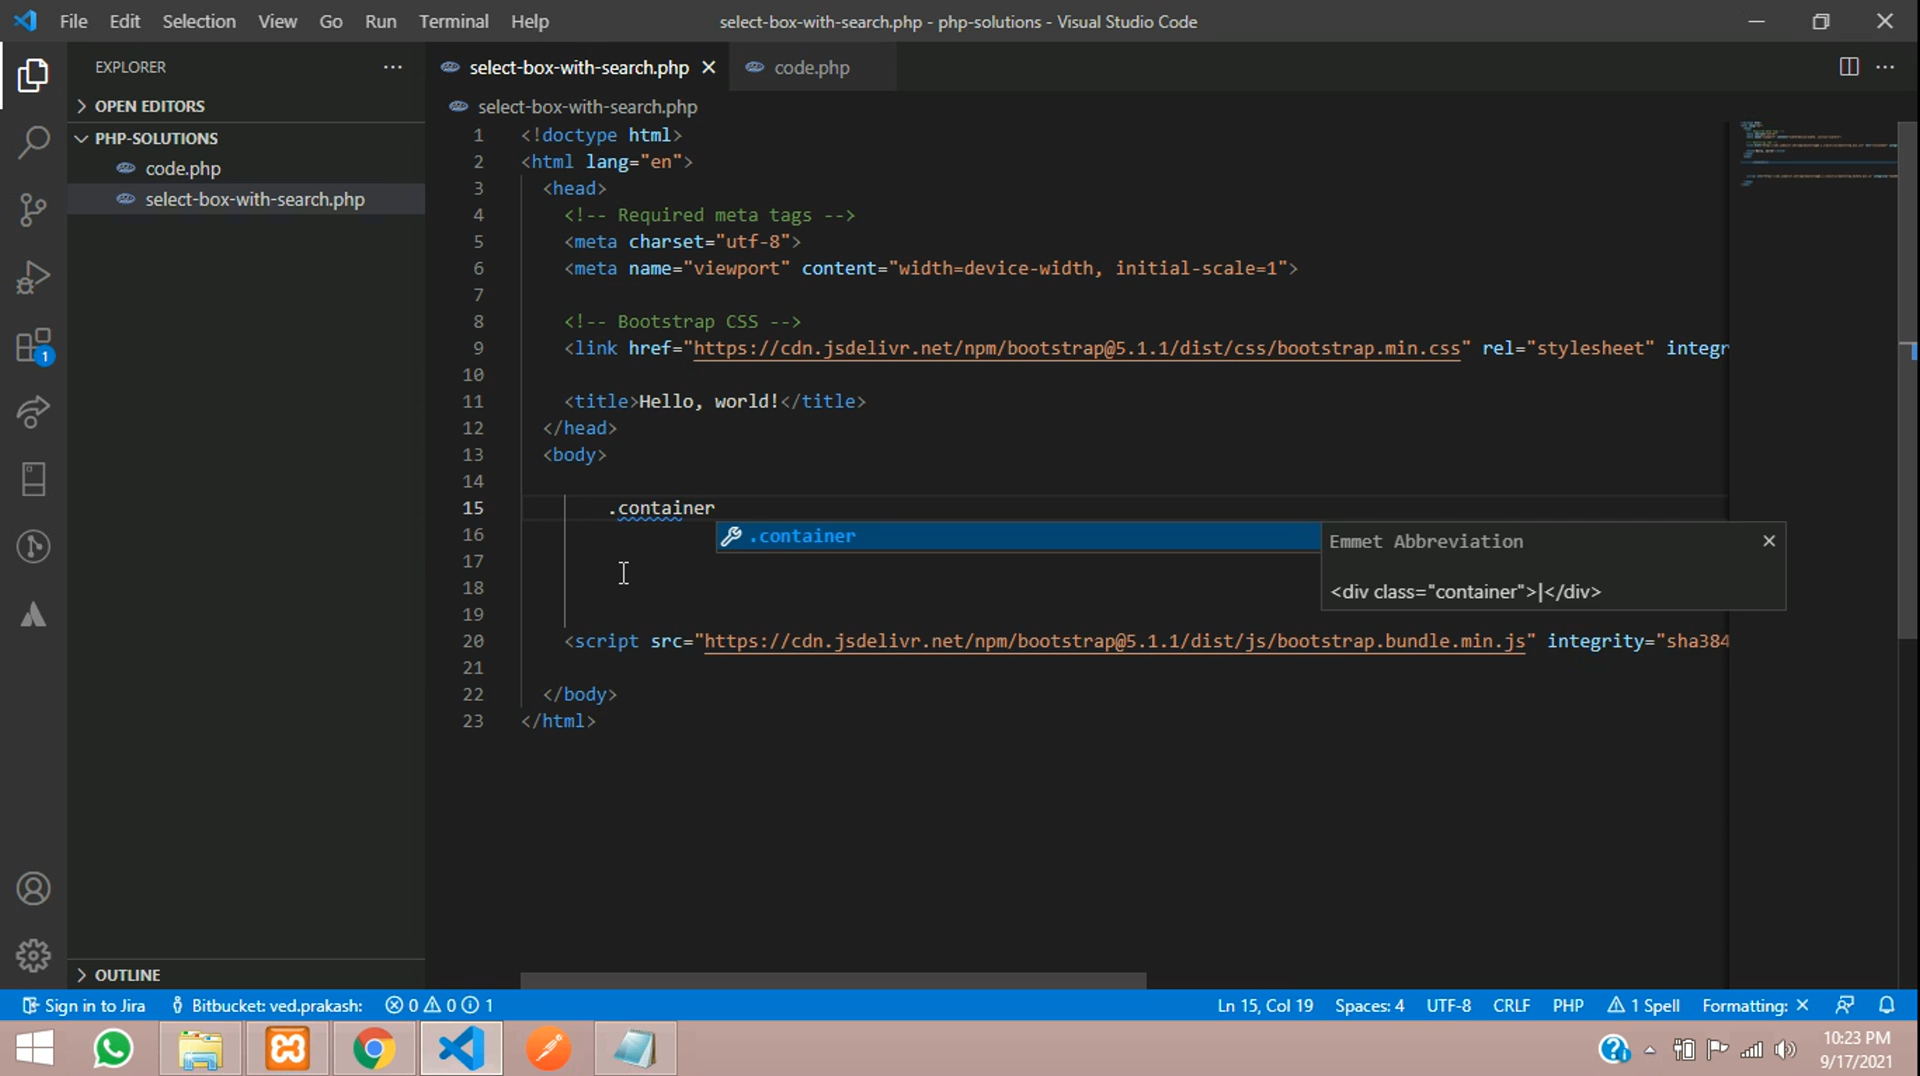 File Edit Selection View Go Run Terminal Help select-box-with-search.php - php-solutions - Visual Studio Code
EXPLORER
OPEN EDITORS
PHP-SOLUTIONS
code.php
select-box-with-search.php
OUTLINE
select-box-with-search.php code.php
select-box-with-search.php
1 <!doctype html>
2 <html lang="en">
3 <head>
4 <!-- Required meta tags -->
5 <meta charset="utf-8">
6 <meta name="viewport" content="width=device-width, initial-scale=1">
7
8 <!-- Bootstrap CSS -->
9 <link href="https://cdn.jsdelivr.net/npm/bootstrap@5.1.1/dist/css/bootstrap.min.css" rel="stylesheet" integr
10
11 <title>Hello, world!</title>
12 </head>
13 <body>
14
15 .container
16 .container
17
18
19
20 <script src="https://cdn.jsdelivr.net/npm/bootstrap@5.1.1/dist/js/bootstrap.bundle.min.js" integrity="sha384
21
22 </body>
23 </html>
Emmet Abbreviation
<div class="container">|</div>
1
Sign in to Jira Bitbucket: ved.prakash: 0 0 1 Ln 15, Col 19 Spaces: 4 UTF-8 CRLF PHP 1 Spell Formatting: ×
10:23 PM
9/17/2021